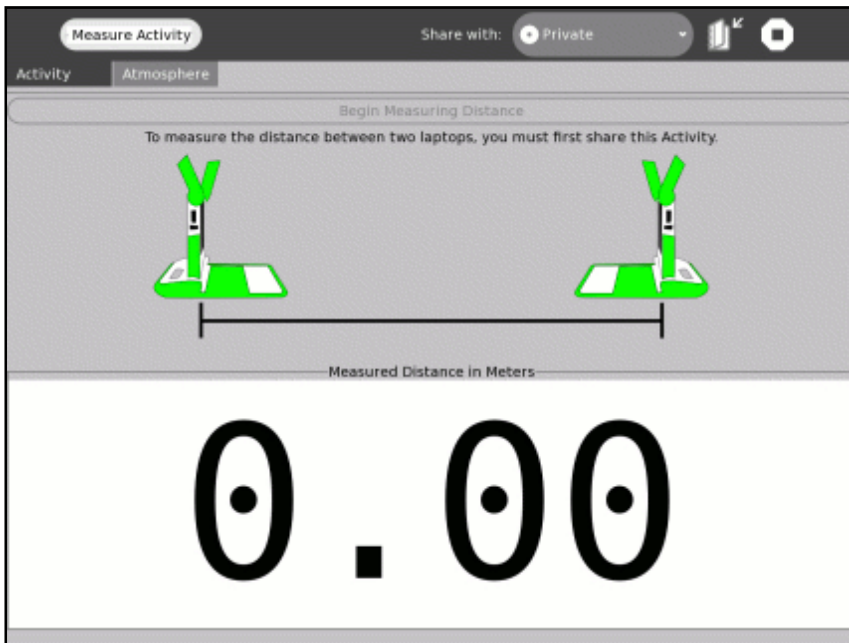 Measure Activity Share with: Private
Activity Atmosphere
Begin Measuring Distance
To measure the distance between two laptops, you must first share this Activity.
Measured Distance in Meters
0.00